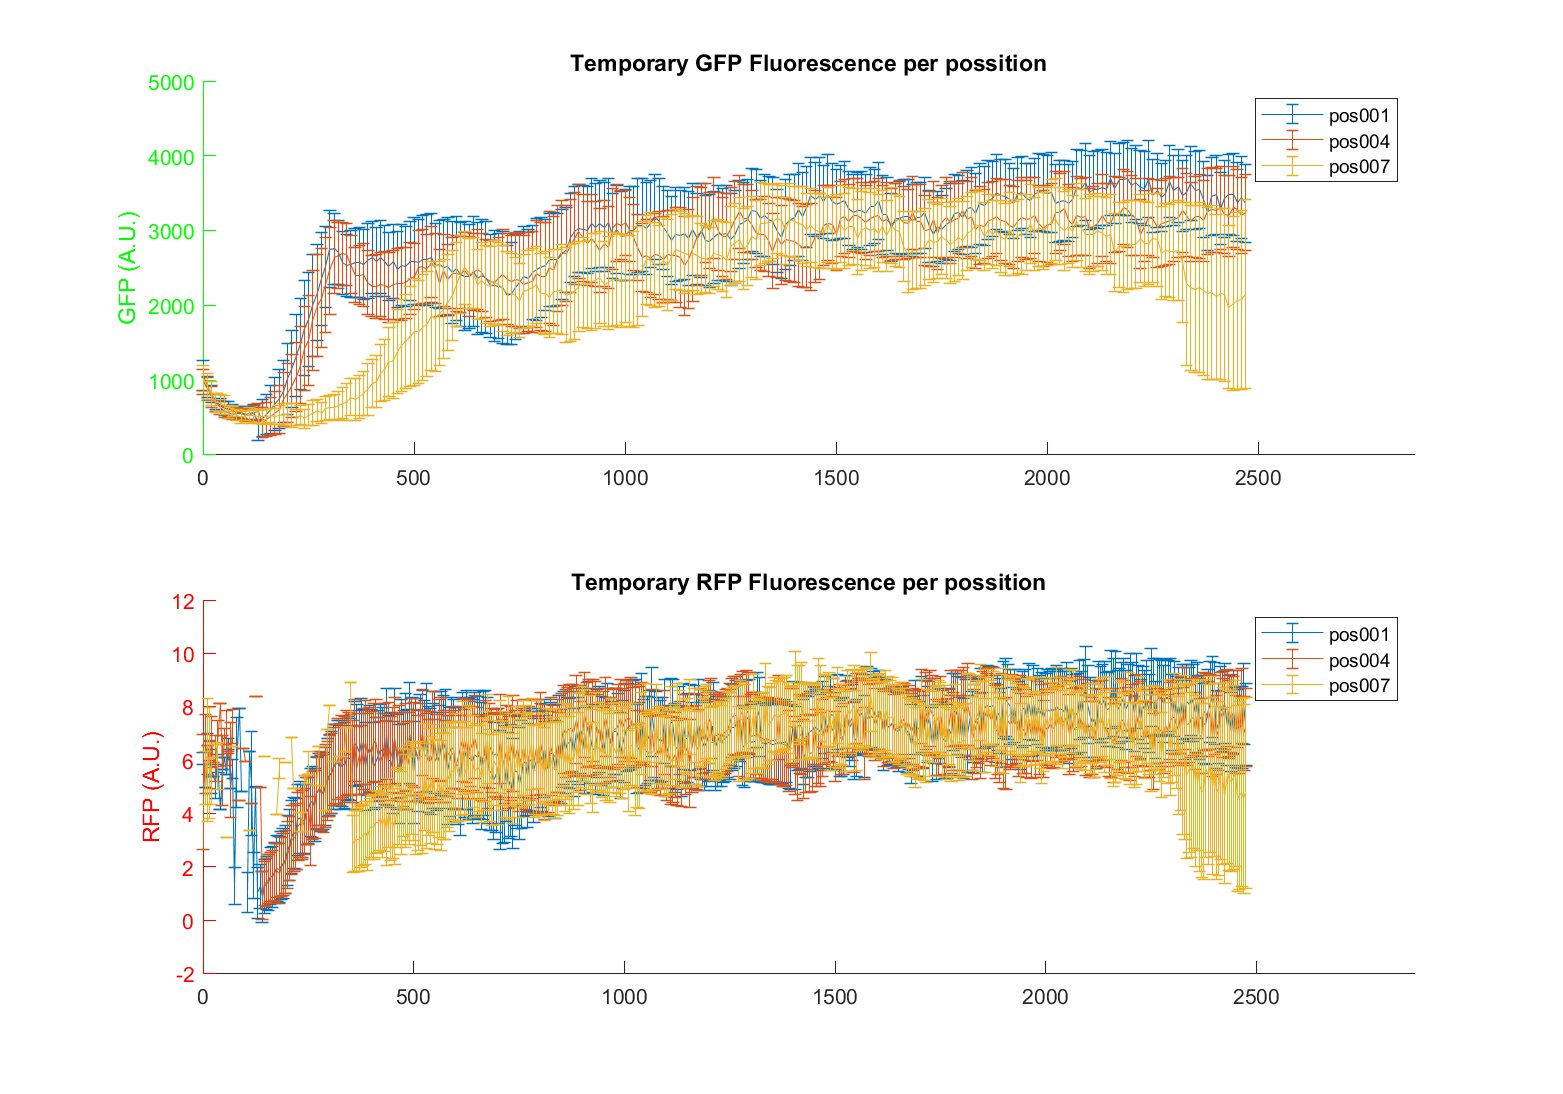 Temporary GFP Fluorescence per possition
5000
4000
3000
2000
1000
0
GFP (A.U.)
0 500 1000 1500 2000 2500
pos001
pos004
pos007
Temporary RFP Fluorescence per possition
12
10
8
6
4
2
0
-2
RFP (A.U.)
0 500 1000 1500 2000 2500
pos001
pos004
pos007